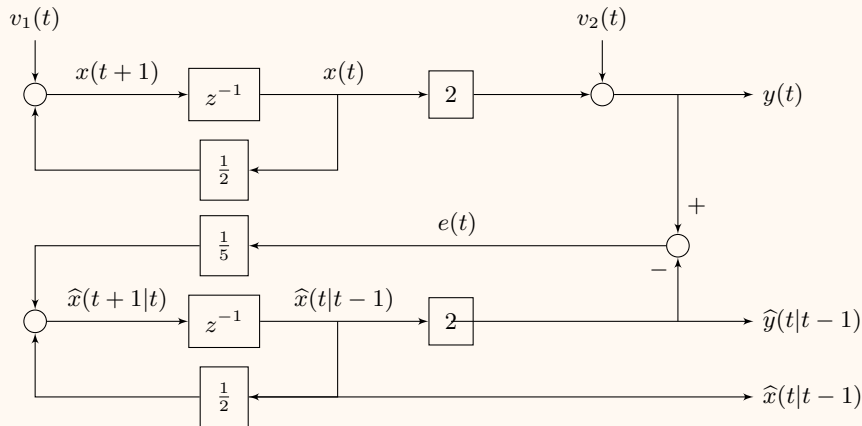 v₁(t) v₂(t)
x(t + 1) z⁻¹ x(t) 2 y(t)
1/2
+
1/5 e(t)
−
x̂(t + 1|t) z⁻¹ x̂(t|t − 1) 2 ŷ(t|t − 1)
1/2 x̂(t|t − 1)